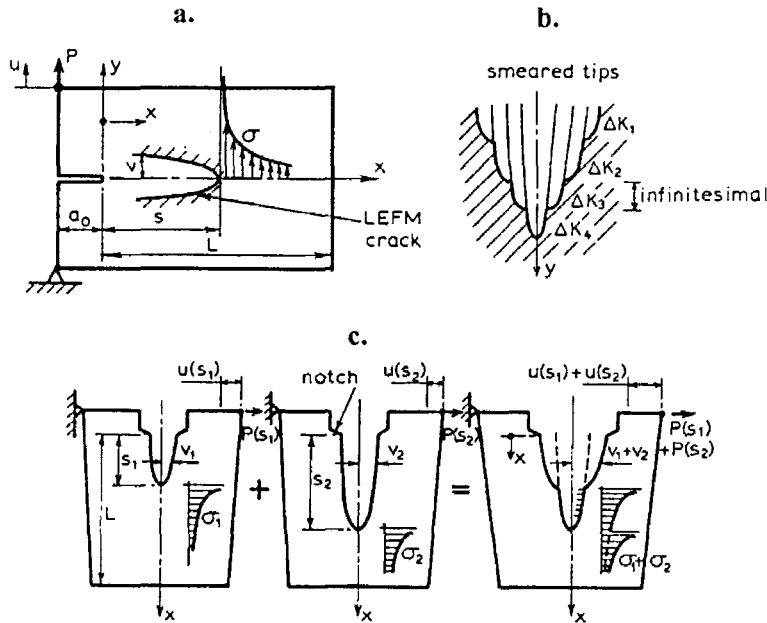 a.
u
P
y
x
σ
x
v
LEFM
crack
a₀
s
L
b.
smeared tips
ΔK₁
ΔK₂
ΔK₃
ΔK₄
infinitesimal
y
c.
u(s₁)
notch
u(s₂)
u(s₁)+u(s₂)
P(s₁)
P(s₂)
P(s₁)
+P(s₂)
s₁
v₁
s₂
v₂
x
v₁+v₂
L
+
=
σ₁
σ₂
σ₁+σ₂
x
x
x